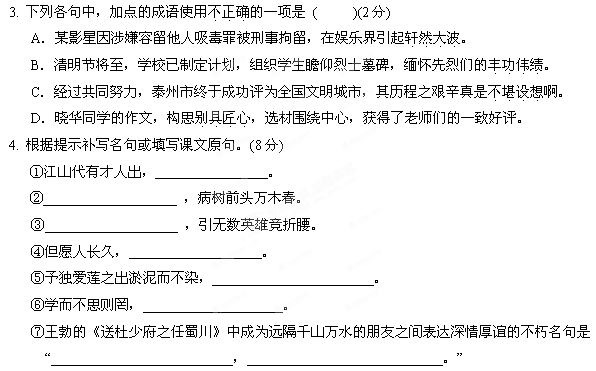 3. 下列各句中，加点的成语使用不正确的一项是（　　）(2分)
A．某影星因涉嫌容留他人吸毒罪被刑事拘留，在娱乐界引起轩然大波。
B．清明节将至，学校已制定计划，组织学生瞻仰烈士墓碑，缅怀先烈们的丰功伟绩。
C．经过共同努力，泰州市终于成功评为全国文明城市，其历程之艰辛真是不堪设想啊。
D．晓华同学的作文，构思别具匠心，选材围绕中心，获得了老师们的一致好评。
4. 根据提示补写名句或填写课文原句。(8分)
①江山代有才人出，________________。
②___________________ ，病树前头万木春。
③___________________ ，引无数英雄竞折腰。
④但愿人长久，___________________。
⑤予独爱莲之出淤泥而不染，_______________________。
⑥学而不思则罔，____________________。
⑦王勃的《送杜少府之任蜀川》中成为远隔千山万水的朋友之间表达深情厚谊的不朽名句是
“__________________________，____________________________。”